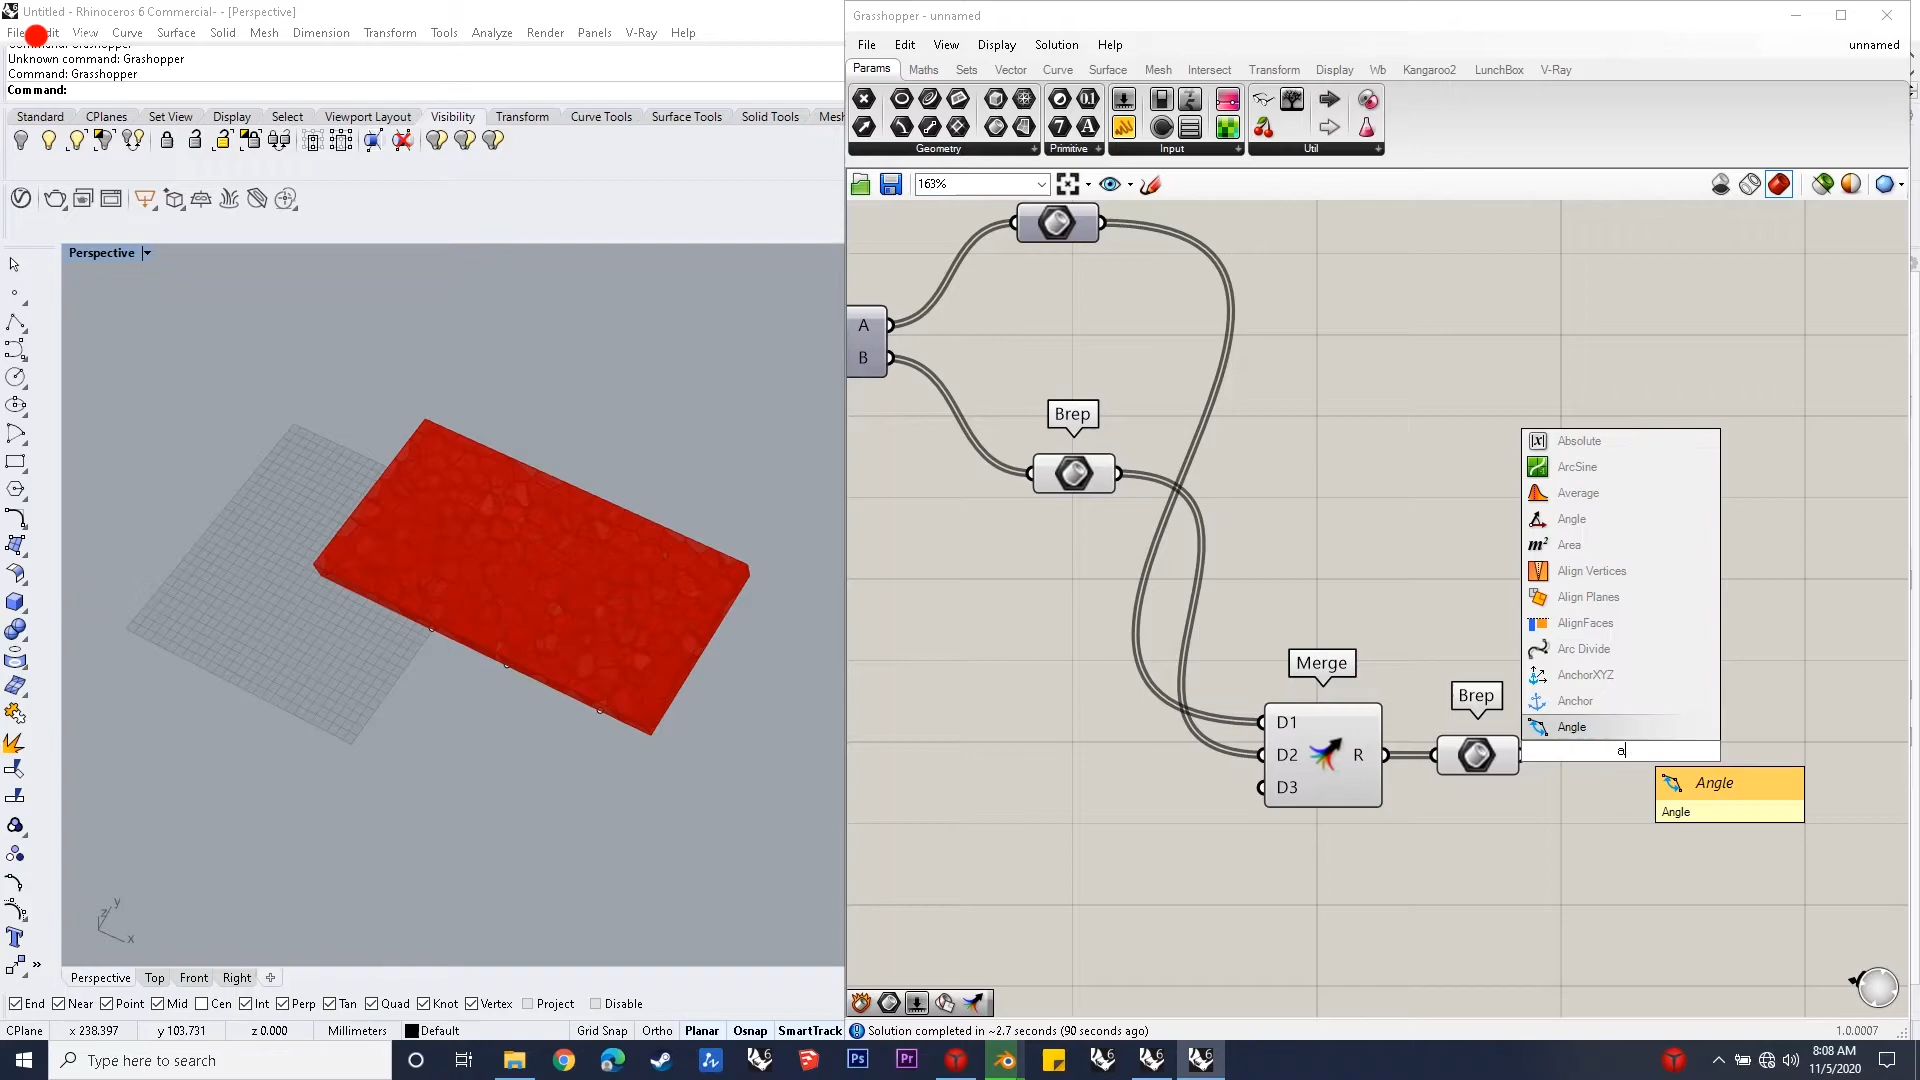 Untitled - Rhinoceros 6 Commercial- - [Perspective]
File Edit View Curve Surface Solid Mesh Dimension Transform Tools Analyze Render Panels V-Ray Help
Unknown command: Grashopper
Command: Grasshopper
Command:
Standard CPlanes Set View Display Select Viewport Layout Visibility Transform Curve Tools Surface Tools Solid Tools Mesh
Perspective
z y
x
Perspective Top Front Right
End Near Point Mid Cen Int Perp Tan Quad Knot Vertex Project Disable
CPlane x 238.397 y 103.731 z 0.000 Millimeters Default Grid Snap Ortho Planar Osnap SmartTrack
Grasshopper - unnamed
File Edit View Display Solution Help unnamed
Params Maths Sets Vector Curve Surface Mesh Intersect Transform Display Wb Kangaroo2 LunchBox V-Ray
Geometry Primitive Input Util
163%
A
B
Brep
Merge
D1
D2 R
D3
Brep
Absolute
ArcSine
Average
Angle
Area
Align Vertices
Align Planes
AlignFaces
Arc Divide
AnchorXYZ
Anchor
Angle
a
Angle
Angle
Solution completed in ~2.7 seconds (90 seconds ago) 1.0.0007
Type here to search
Ps Pr
8:08 AM
11/5/2020